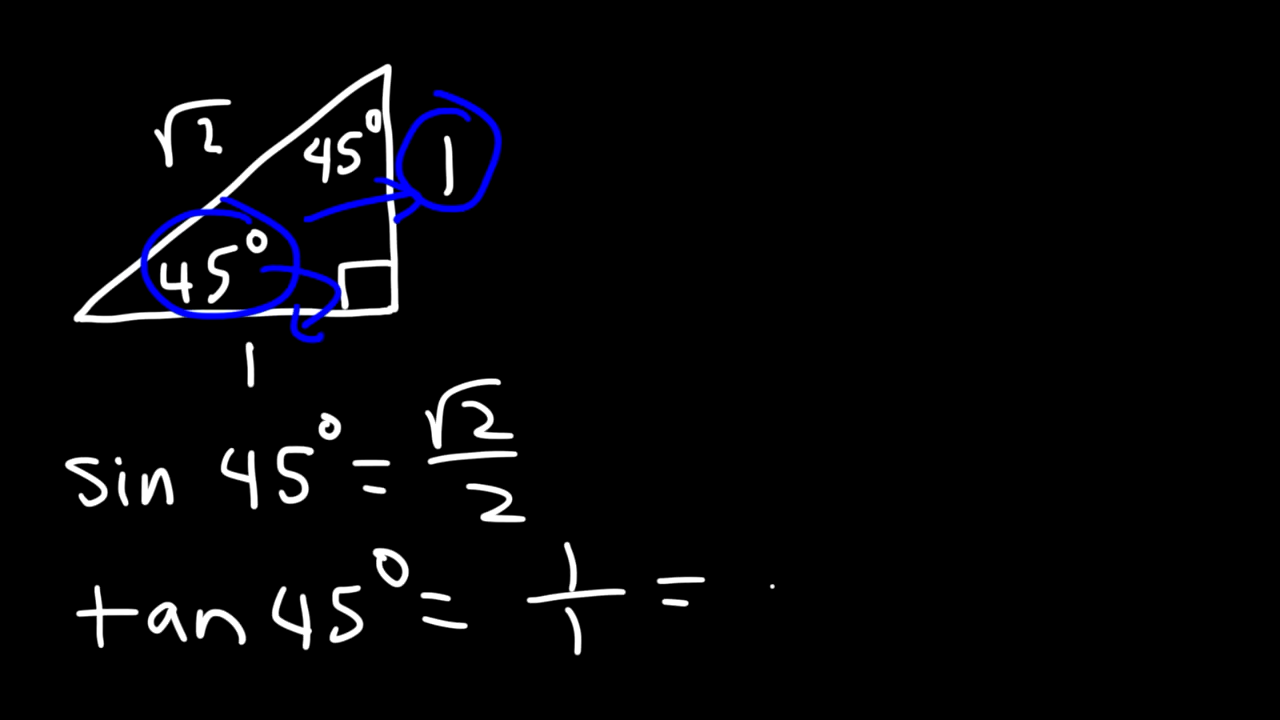 √2
45°
1
45°
1
sin 45° = √2/2
tan 45° = 1/1 =